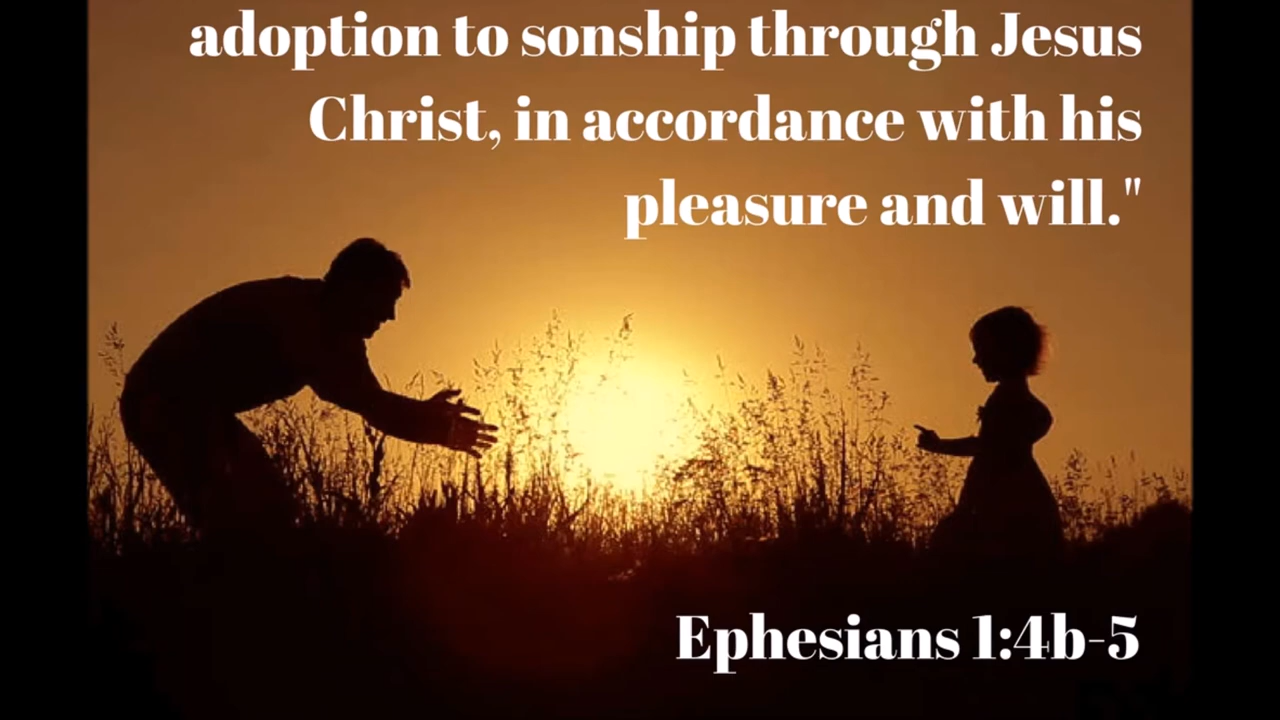 adoption to sonship through Jesus
Christ, in accordance with his
pleasure and will."
Ephesians 1:4b-5